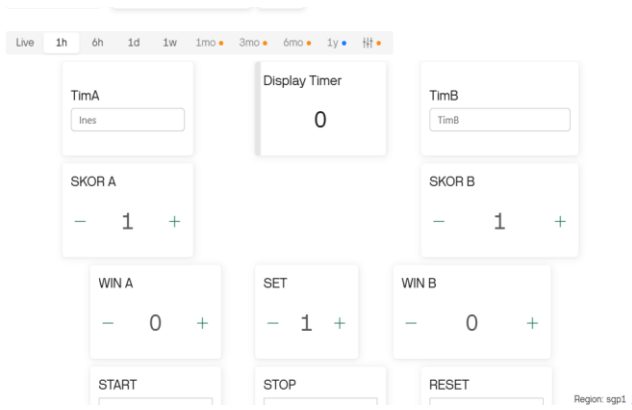 Live 1h 6h 1d 1w 1mo 3mo 6mo 1y
TimA
Ines
Display Timer
0
TimB
TimB
SKOR A
− 1 +
SKOR B
− 1 +
WIN A
− 0 +
SET
− 1 +
WIN B
− 0 +
START
STOP
RESET
Region: sgp1